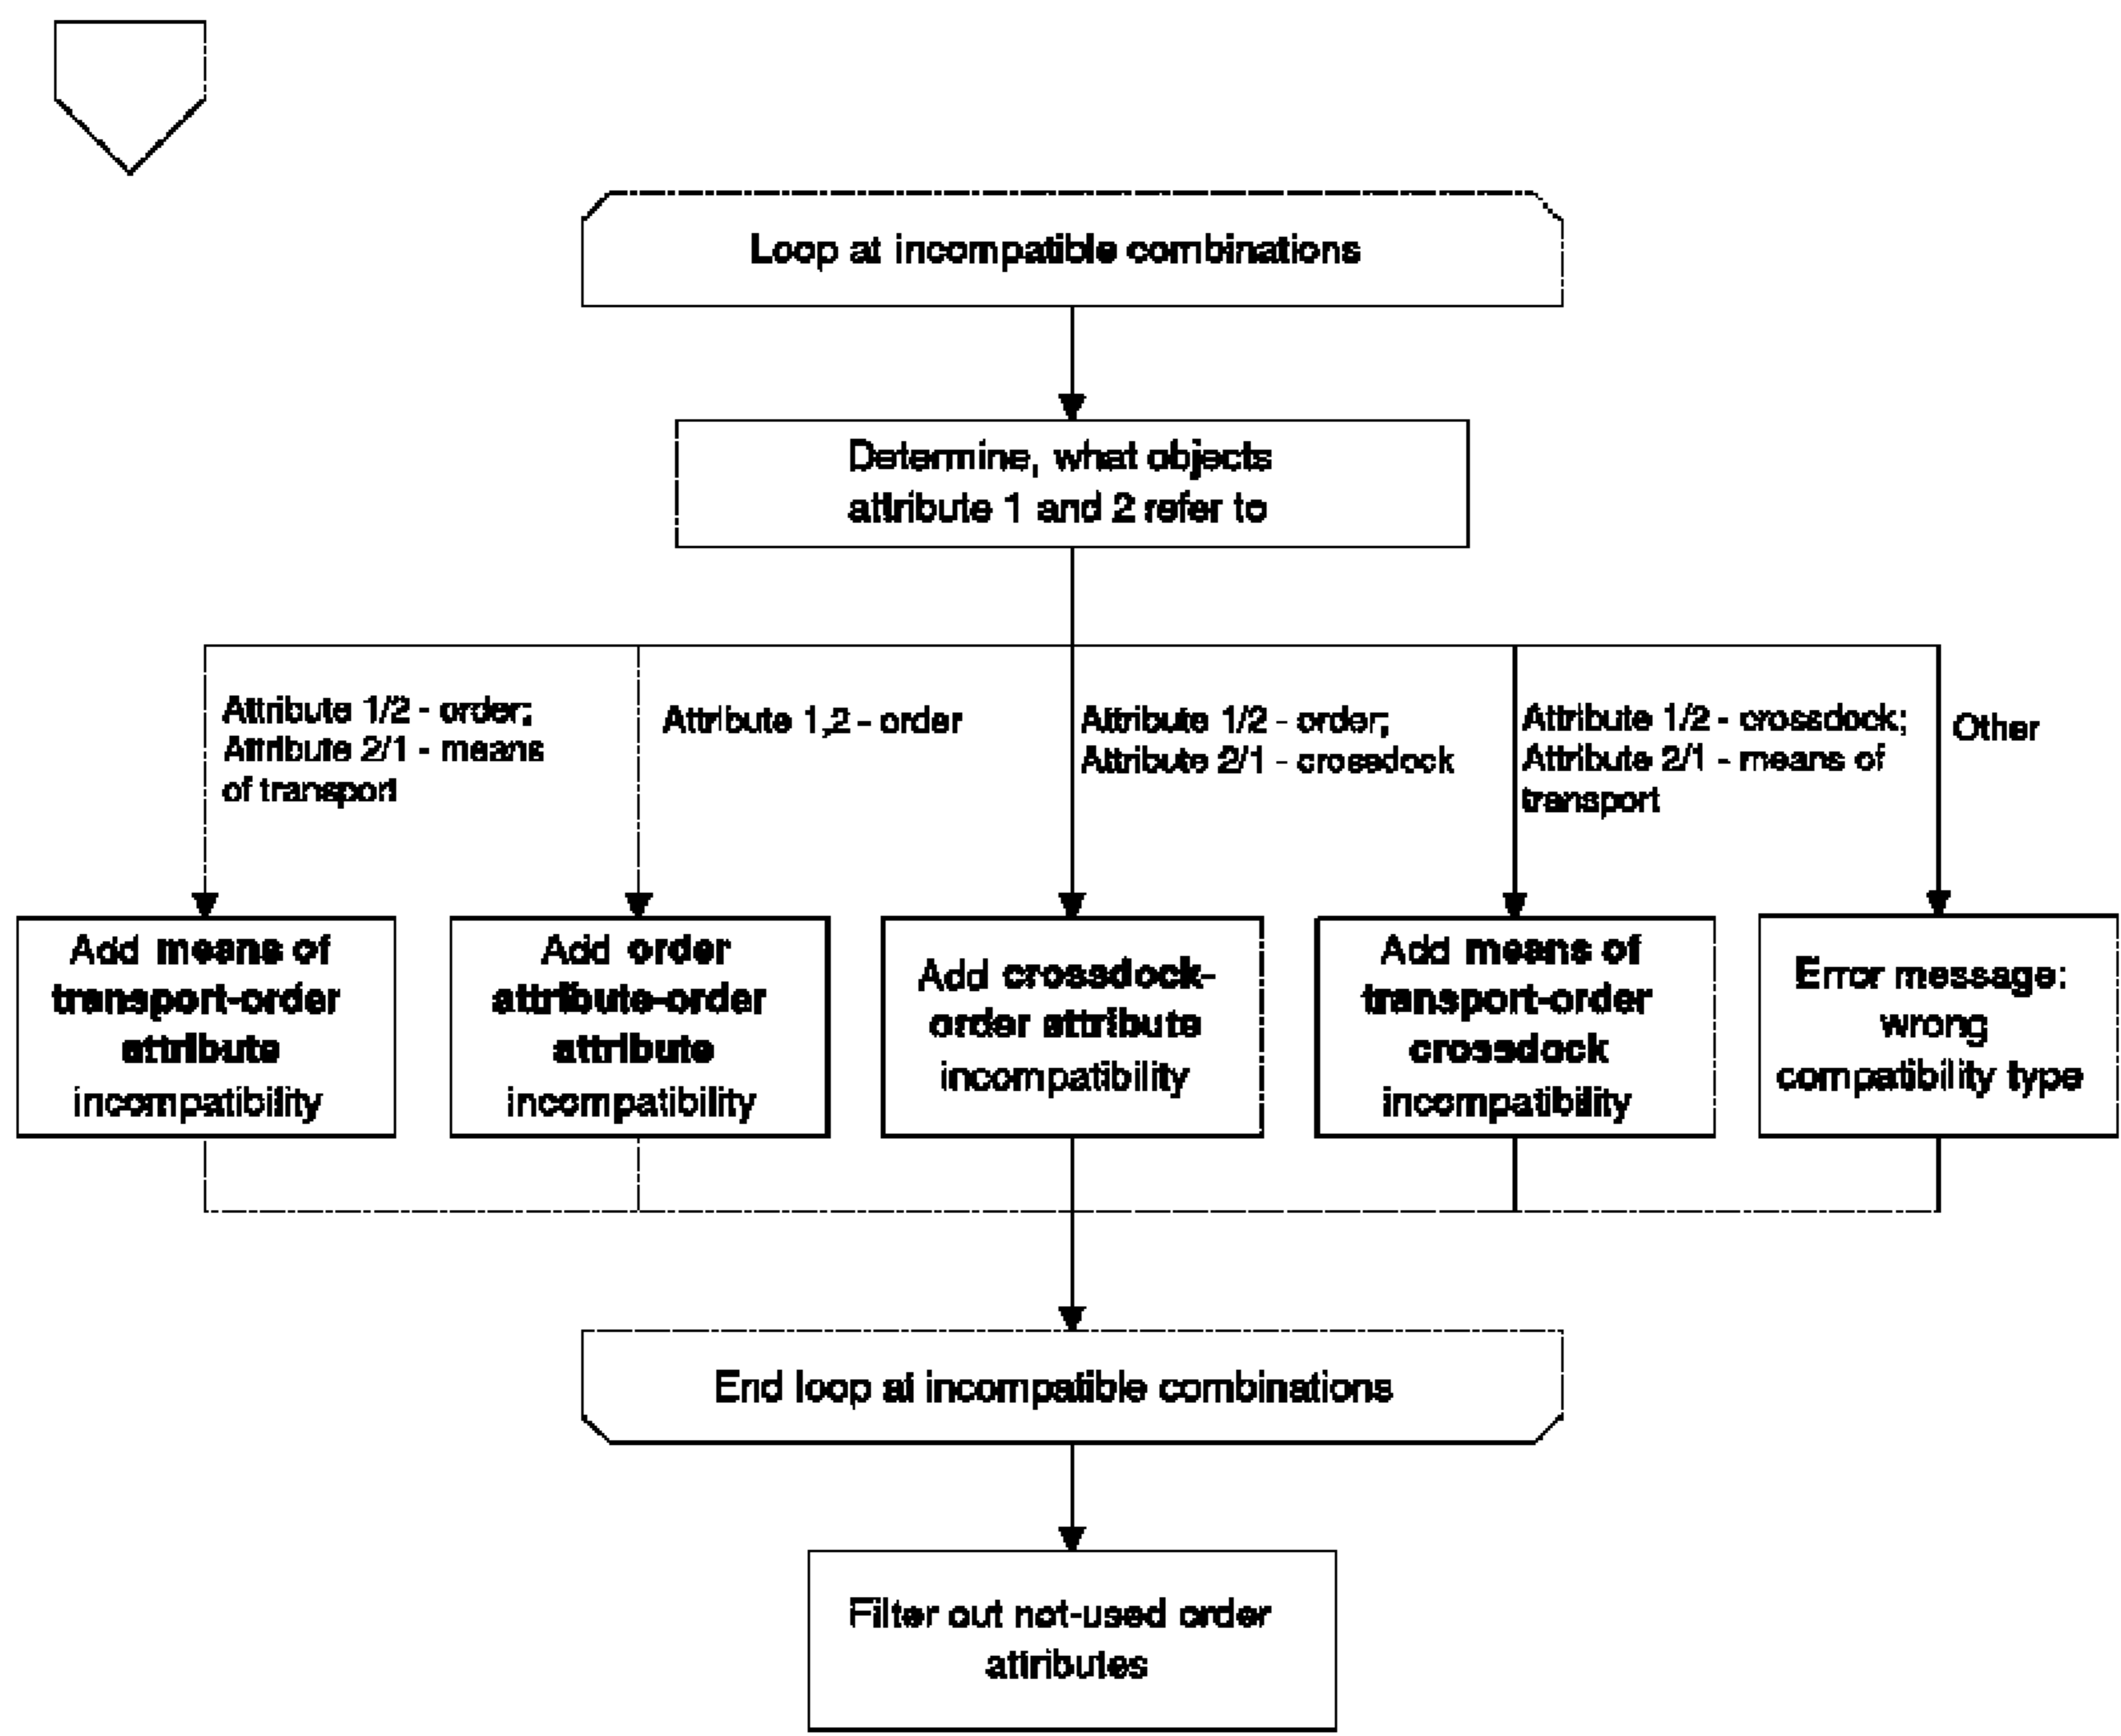 Loop at incompatible combinations
Determine, what objects
attribute 1 and 2 refer to
Attribute 1/2 - order;
Attribute 2/1 - means
of transport
Attribute 1,2 - order
Attribute 1/2 - order;
Attribute 2/1 - crossdock
Attribute 1/2 - crossdock;
Attribute 2/1 - means of
transport
Other
Add means of
transport-order
attribute
incompatibility
Add order
attribute-order
attribute
incompatibility
Add crossdock-
order attribute
incompatibility
Add means of
transport-order
crossdock
incompatibility
Error message:
wrong
compatibility type
End loop at incompatible combinations
Filter out not-used order
attributes